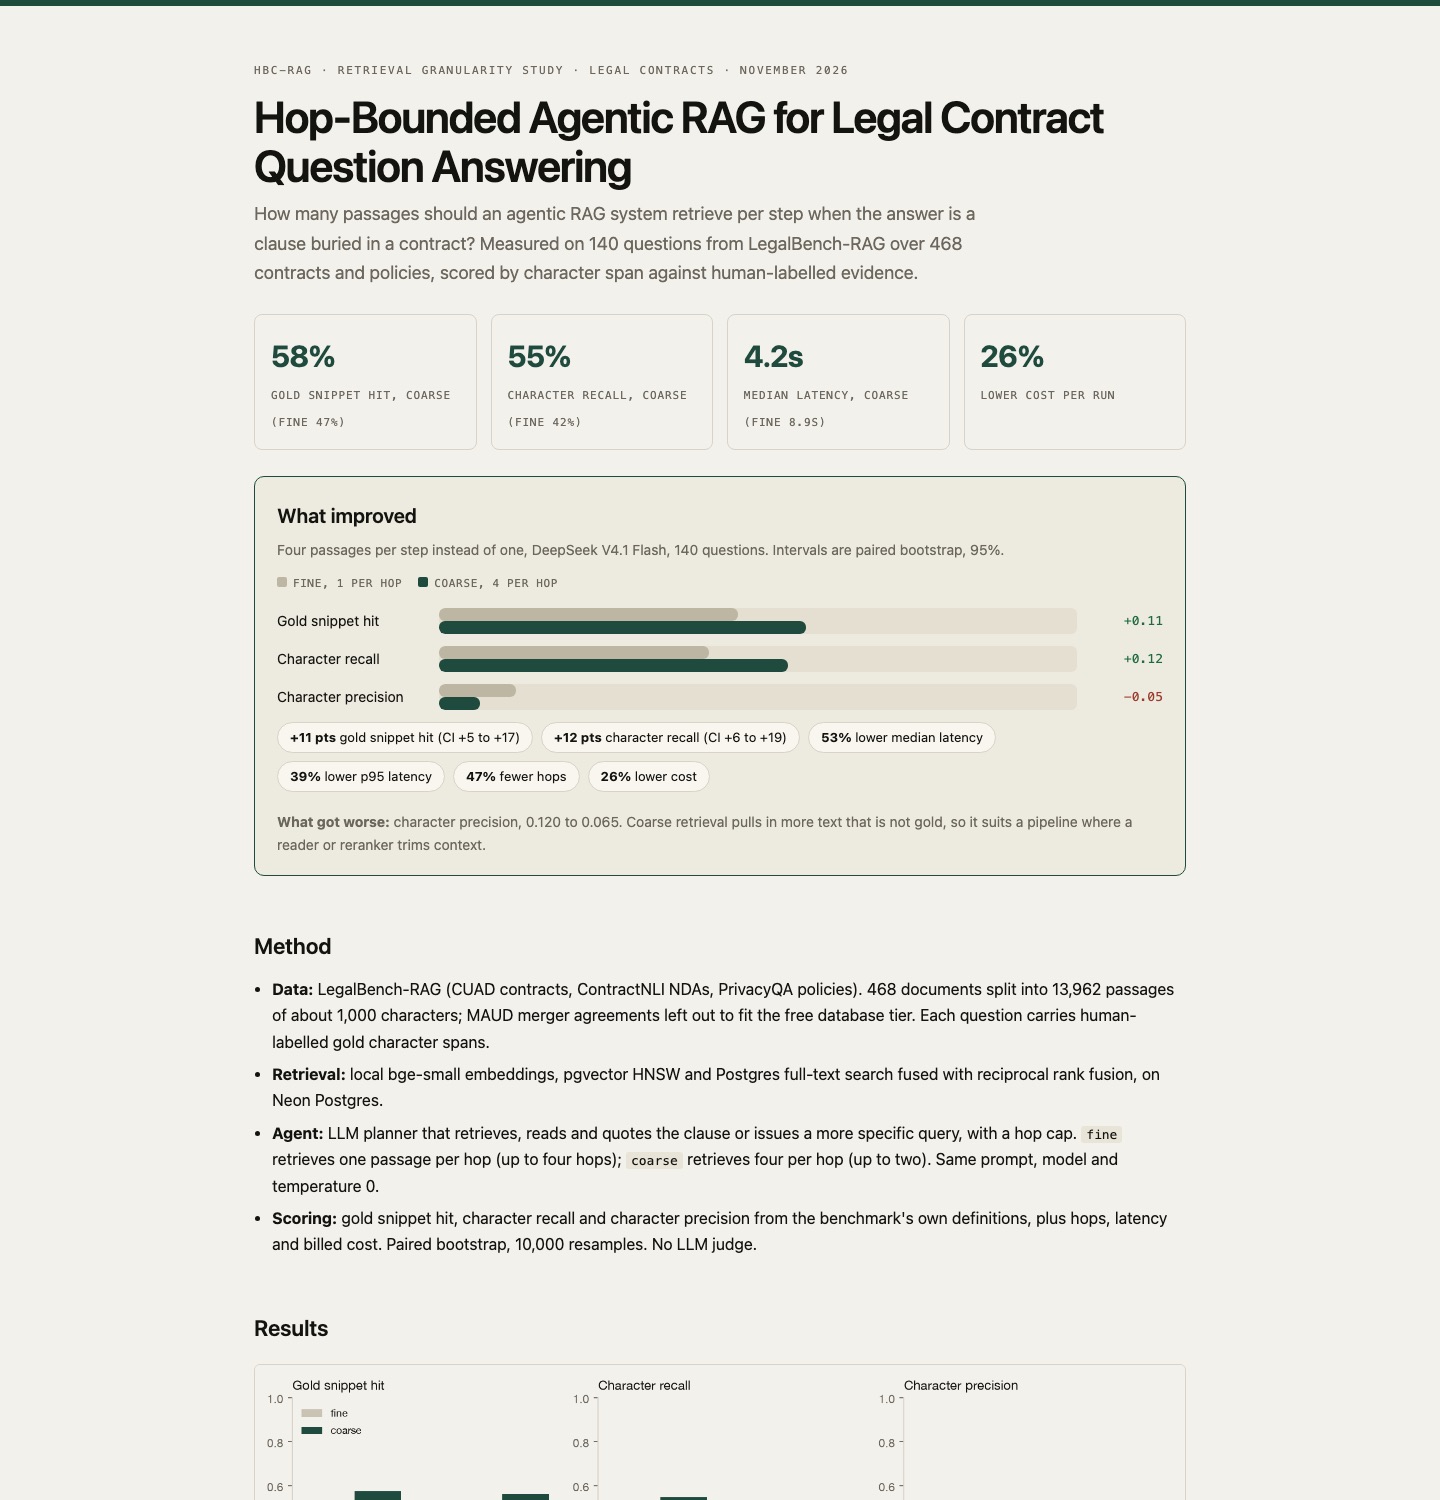 HBC-RAG · RETRIEVAL GRANULARITY STUDY · LEGAL CONTRACTS · NOVEMBER 2026
Hop-Bounded Agentic RAG for Legal Contract
Question Answering
How many passages should an agentic RAG system retrieve per step when the answer is a
clause buried in a contract? Measured on 140 questions from LegalBench-RAG over 468
contracts and policies, scored by character span against human-labelled evidence.
58%
GOLD SNIPPET HIT, COARSE
(FINE 47%)
55%
CHARACTER RECALL, COARSE
(FINE 42%)
4.2s
MEDIAN LATENCY, COARSE
(FINE 8.9S)
26%
LOWER COST PER RUN
What improved
Four passages per step instead of one, DeepSeek V4.1 Flash, 140 questions. Intervals are paired bootstrap, 95%.
FINE, 1 PER HOP COARSE, 4 PER HOP
Gold snippet hit +0.11
Character recall +0.12
Character precision −0.05
+11 pts gold snippet hit (CI +5 to +17) +12 pts character recall (CI +6 to +19) 53% lower median latency
39% lower p95 latency 47% fewer hops 26% lower cost
What got worse: character precision, 0.120 to 0.065. Coarse retrieval pulls in more text that is not gold, so it suits a pipeline where a
reader or reranker trims context.
Method
• Data: LegalBench-RAG (CUAD contracts, ContractNLI NDAs, PrivacyQA policies). 468 documents split into 13,962 passages
of about 1,000 characters; MAUD merger agreements left out to fit the free database tier. Each question carries human-
labelled gold character spans.
• Retrieval: local bge-small embeddings, pgvector HNSW and Postgres full-text search fused with reciprocal rank fusion, on
Neon Postgres.
• Agent: LLM planner that retrieves, reads and quotes the clause or issues a more specific query, with a hop cap. fine
retrieves one passage per hop (up to four hops); coarse retrieves four per hop (up to two). Same prompt, model and
temperature 0.
• Scoring: gold snippet hit, character recall and character precision from the benchmark's own definitions, plus hops, latency
and billed cost. Paired bootstrap, 10,000 resamples. No LLM judge.
Results
Gold snippet hit
1.0
fine
coarse
0.8
0.6
Character recall
1.0
0.8
0.6
Character precision
1.0
0.8
0.6